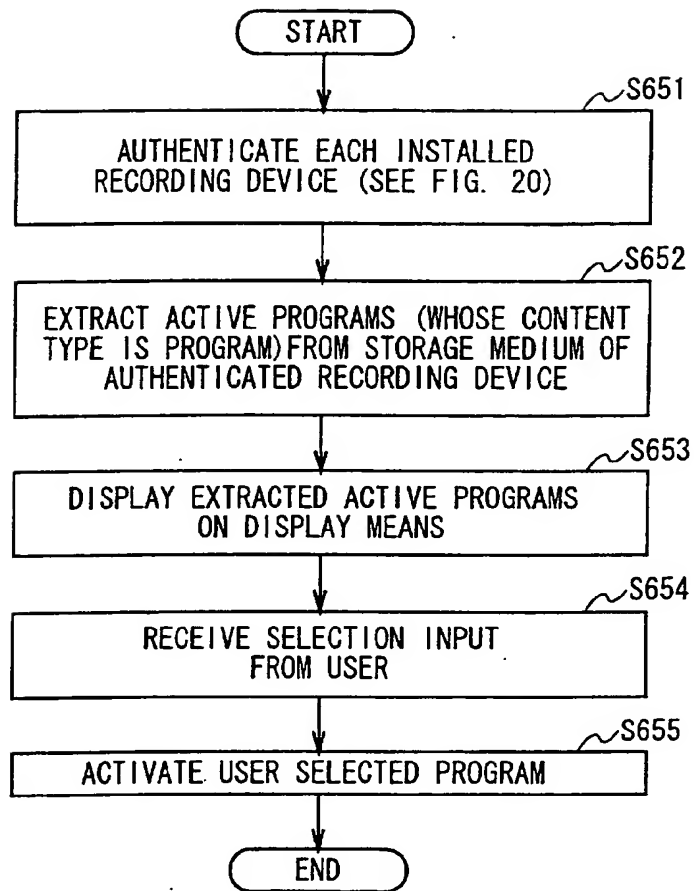 START
S651
AUTHENTICATE EACH INSTALLED
RECORDING DEVICE (SEE FIG. 20)
S652
EXTRACT ACTIVE PROGRAMS (WHOSE CONTENT
TYPE IS PROGRAM)FROM STORAGE MEDIUM OF
AUTHENTICATED RECORDING DEVICE
S653
DISPLAY EXTRACTED ACTIVE PROGRAMS
ON DISPLAY MEANS
S654
RECEIVE SELECTION INPUT
FROM USER
S655
ACTIVATE USER SELECTED PROGRAM
END